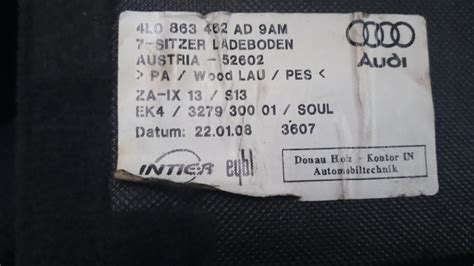 4L0 863 462 AD 9AM
7-SITZER LADEBODEN
AUSTRIA - 52602
> PA / Wood LAU / PES <
ZA-IX 13 / S13
EK4 / 3279 300 01 / SOUL
Datum: 22.01.08 3607
Audi
INTIER eybl
Donau Holz - Kontor IN
Automobiltechnik